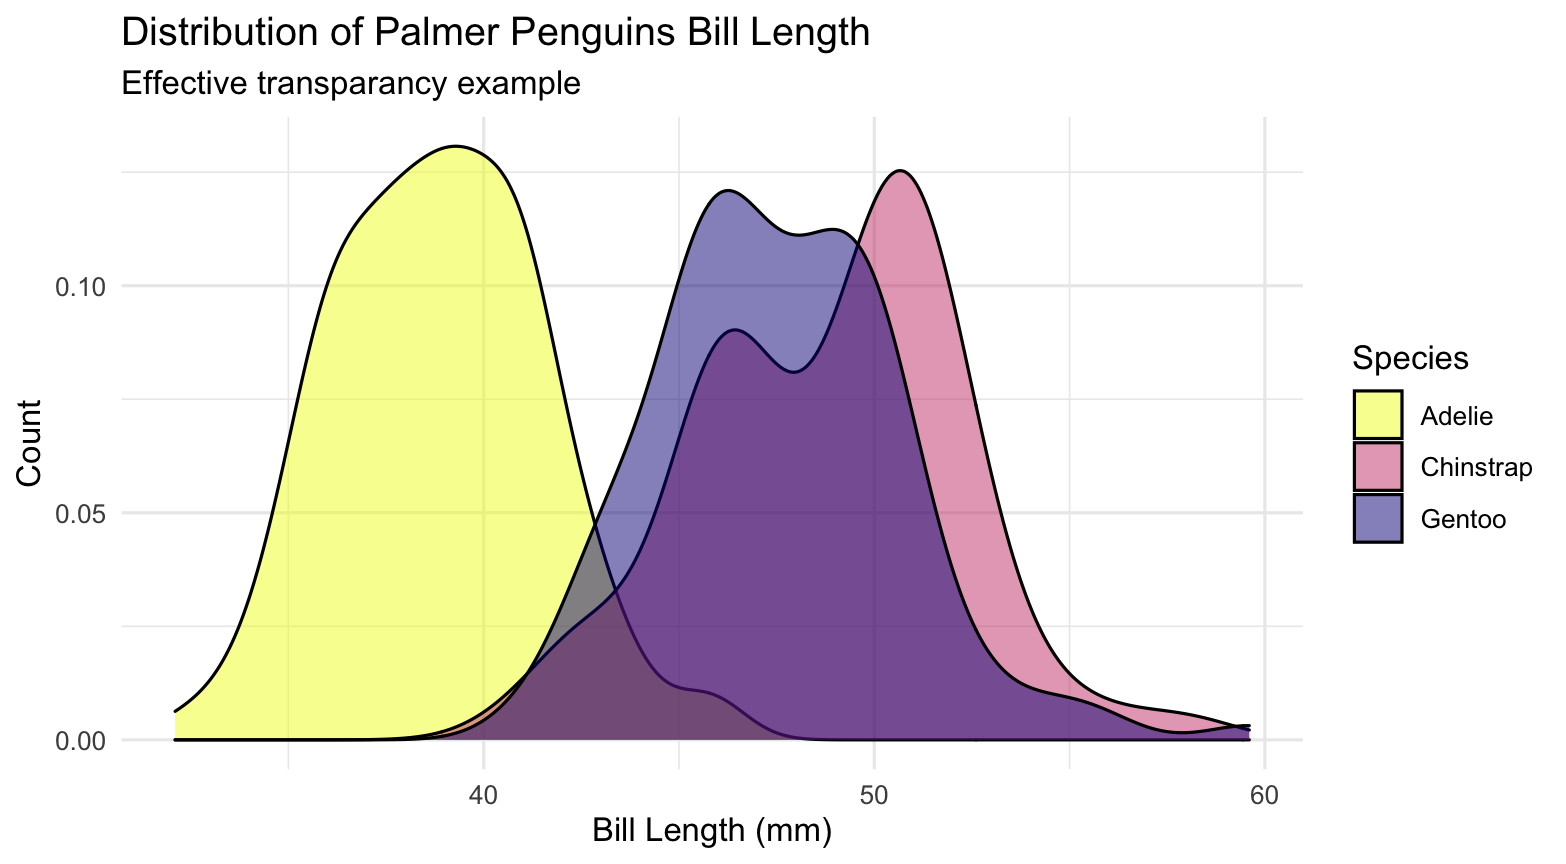 Distribution of Palmer Penguins Bill Length
Effective transparancy example
Count
0.10
0.05
0.00
40
50
60
Bill Length (mm)
Species
Adelie
Chinstrap
Gentoo